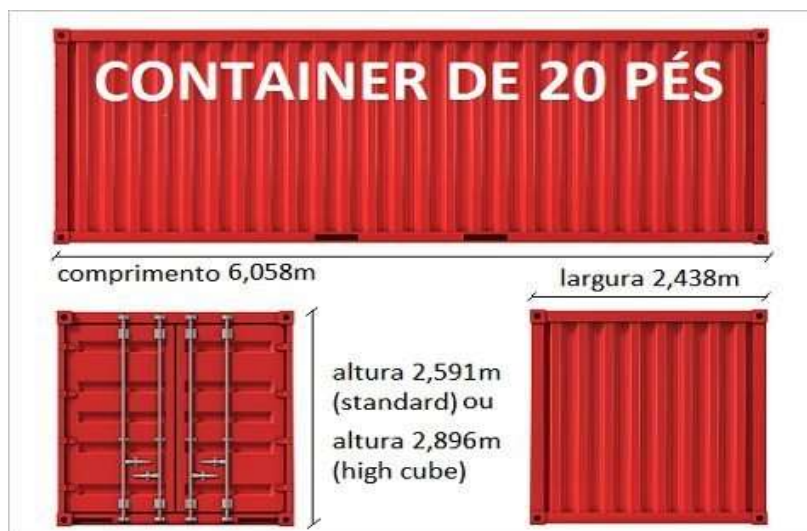 CONTAINER DE 20 PÉS
comprimento 6,058m
largura 2,438m
altura 2,591m
(standard) ou
altura 2,896m
(high cube)